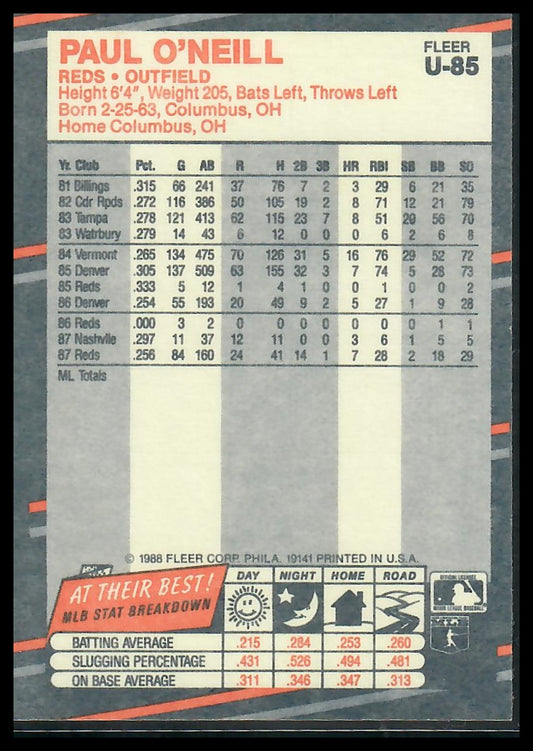 PAUL O'NEILL
FLEER
U-85
REDS • OUTFIELD
Height 6'4", Weight 205, Bats Left, Throws Left
Born 2-25-63, Columbus, OH
Home Columbus, OH
Yr. Club Pct. G AB R H 2B 3B HR RBI SB BB SO
81 Billings .315 66 241 37 76 7 2 3 29 6 21 35
82 Cdr Rpds .272 116 386 50 105 19 2 8 71 12 21 79
83 Tampa .278 121 413 62 115 23 7 8 51 20 56 70
83 Watrbury .279 14 43 6 12 0 0 0 6 2 6 8
84 Vermont .265 134 475 70 126 31 5 16 76 29 52 72
85 Denver .305 137 509 63 155 32 3 7 74 5 28 73
85 Reds .333 5 12 1 4 1 0 0 1 0 0 2
86 Denver .254 55 193 20 49 9 2 5 27 1 9 28
86 Reds .000 3 2 0 0 0 0 0 0 0 1 1
87 Nashvlle .297 11 37 12 11 0 0 3 6 1 5 5
87 Reds .256 84 160 24 41 14 1 7 28 2 18 29
ML Totals
© 1988 FLEER CORP. PHILA. 19141 PRINTED IN U.S.A.
AT THEIR BEST!
MLB STAT BREAKDOWN
DAY NIGHT HOME ROAD
OFFICIAL LICENSEE
MAJOR LEAGUE BASEBALL
BATTING AVERAGE .215 .284 .253 .260
SLUGGING PERCENTAGE .431 .526 .494 .481
ON BASE AVERAGE .311 .346 .347 .313